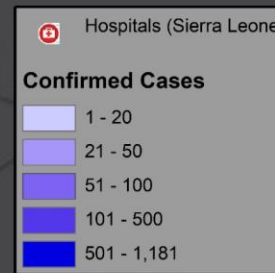 Hospitals (Sierra Leone
Confirmed Cases
1 - 20
21 - 50
51 - 100
101 - 500
501 - 1,181